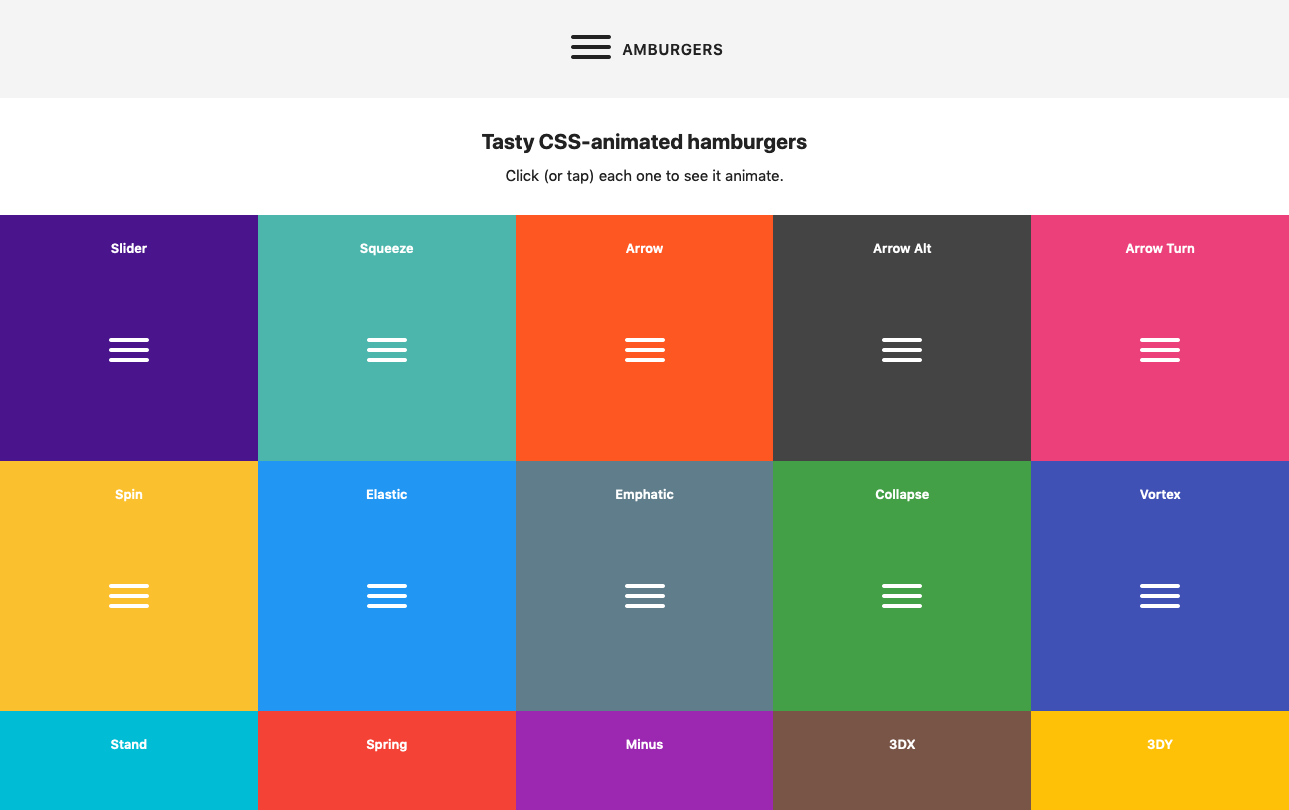 AMBURGERS
Tasty CSS-animated hamburgers
Click (or tap) each one to see it animate.
Slider
Squeeze
Arrow
Arrow Alt
Arrow Turn
Spin
Elastic
Emphatic
Collapse
Vortex
Stand
Spring
Minus
3DX
3DY